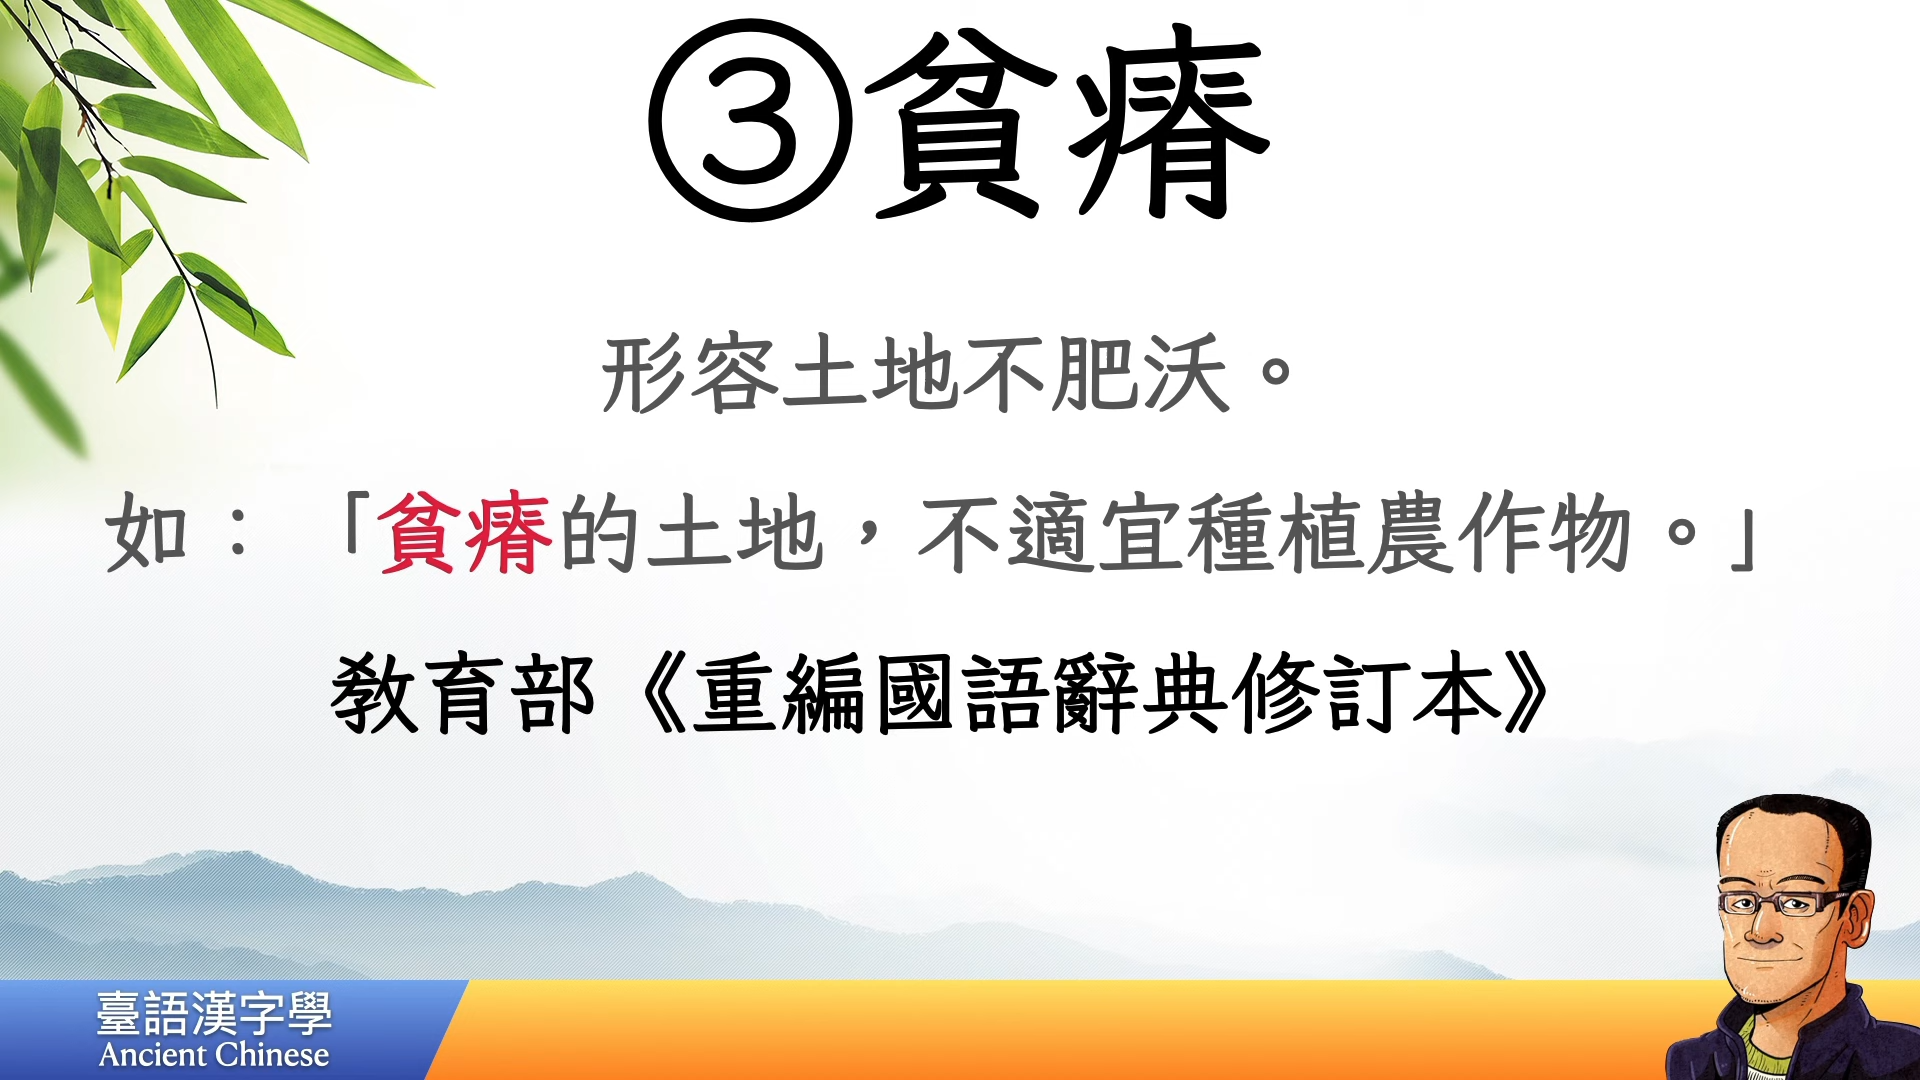 ③貧瘠
形容土地不肥沃。
如：「貧瘠的土地，不適宜種植農作物。」
教育部《重編國語辭典修訂本》
臺語漢字學
Ancient Chinese